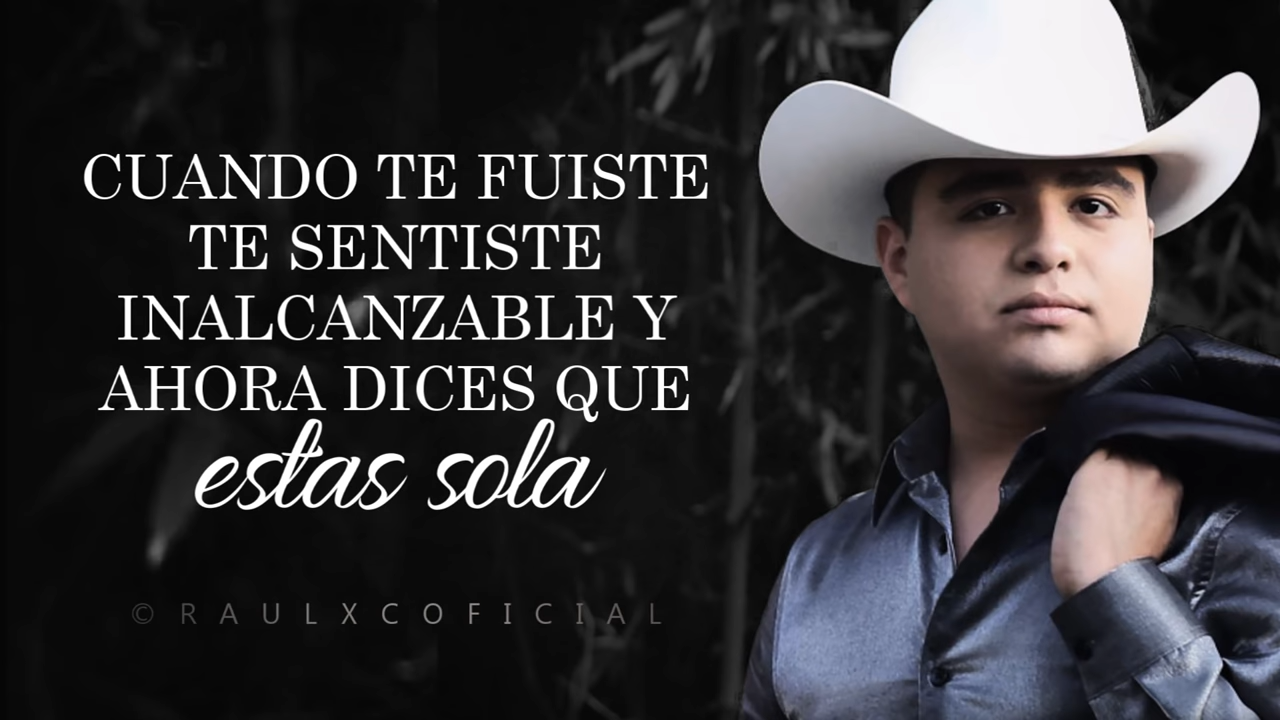 CUANDO TE FUISTE
TE SENTISTE
INALCANZABLE Y
AHORA DICES QUE
estas sola
© RAULXCOFICIAL